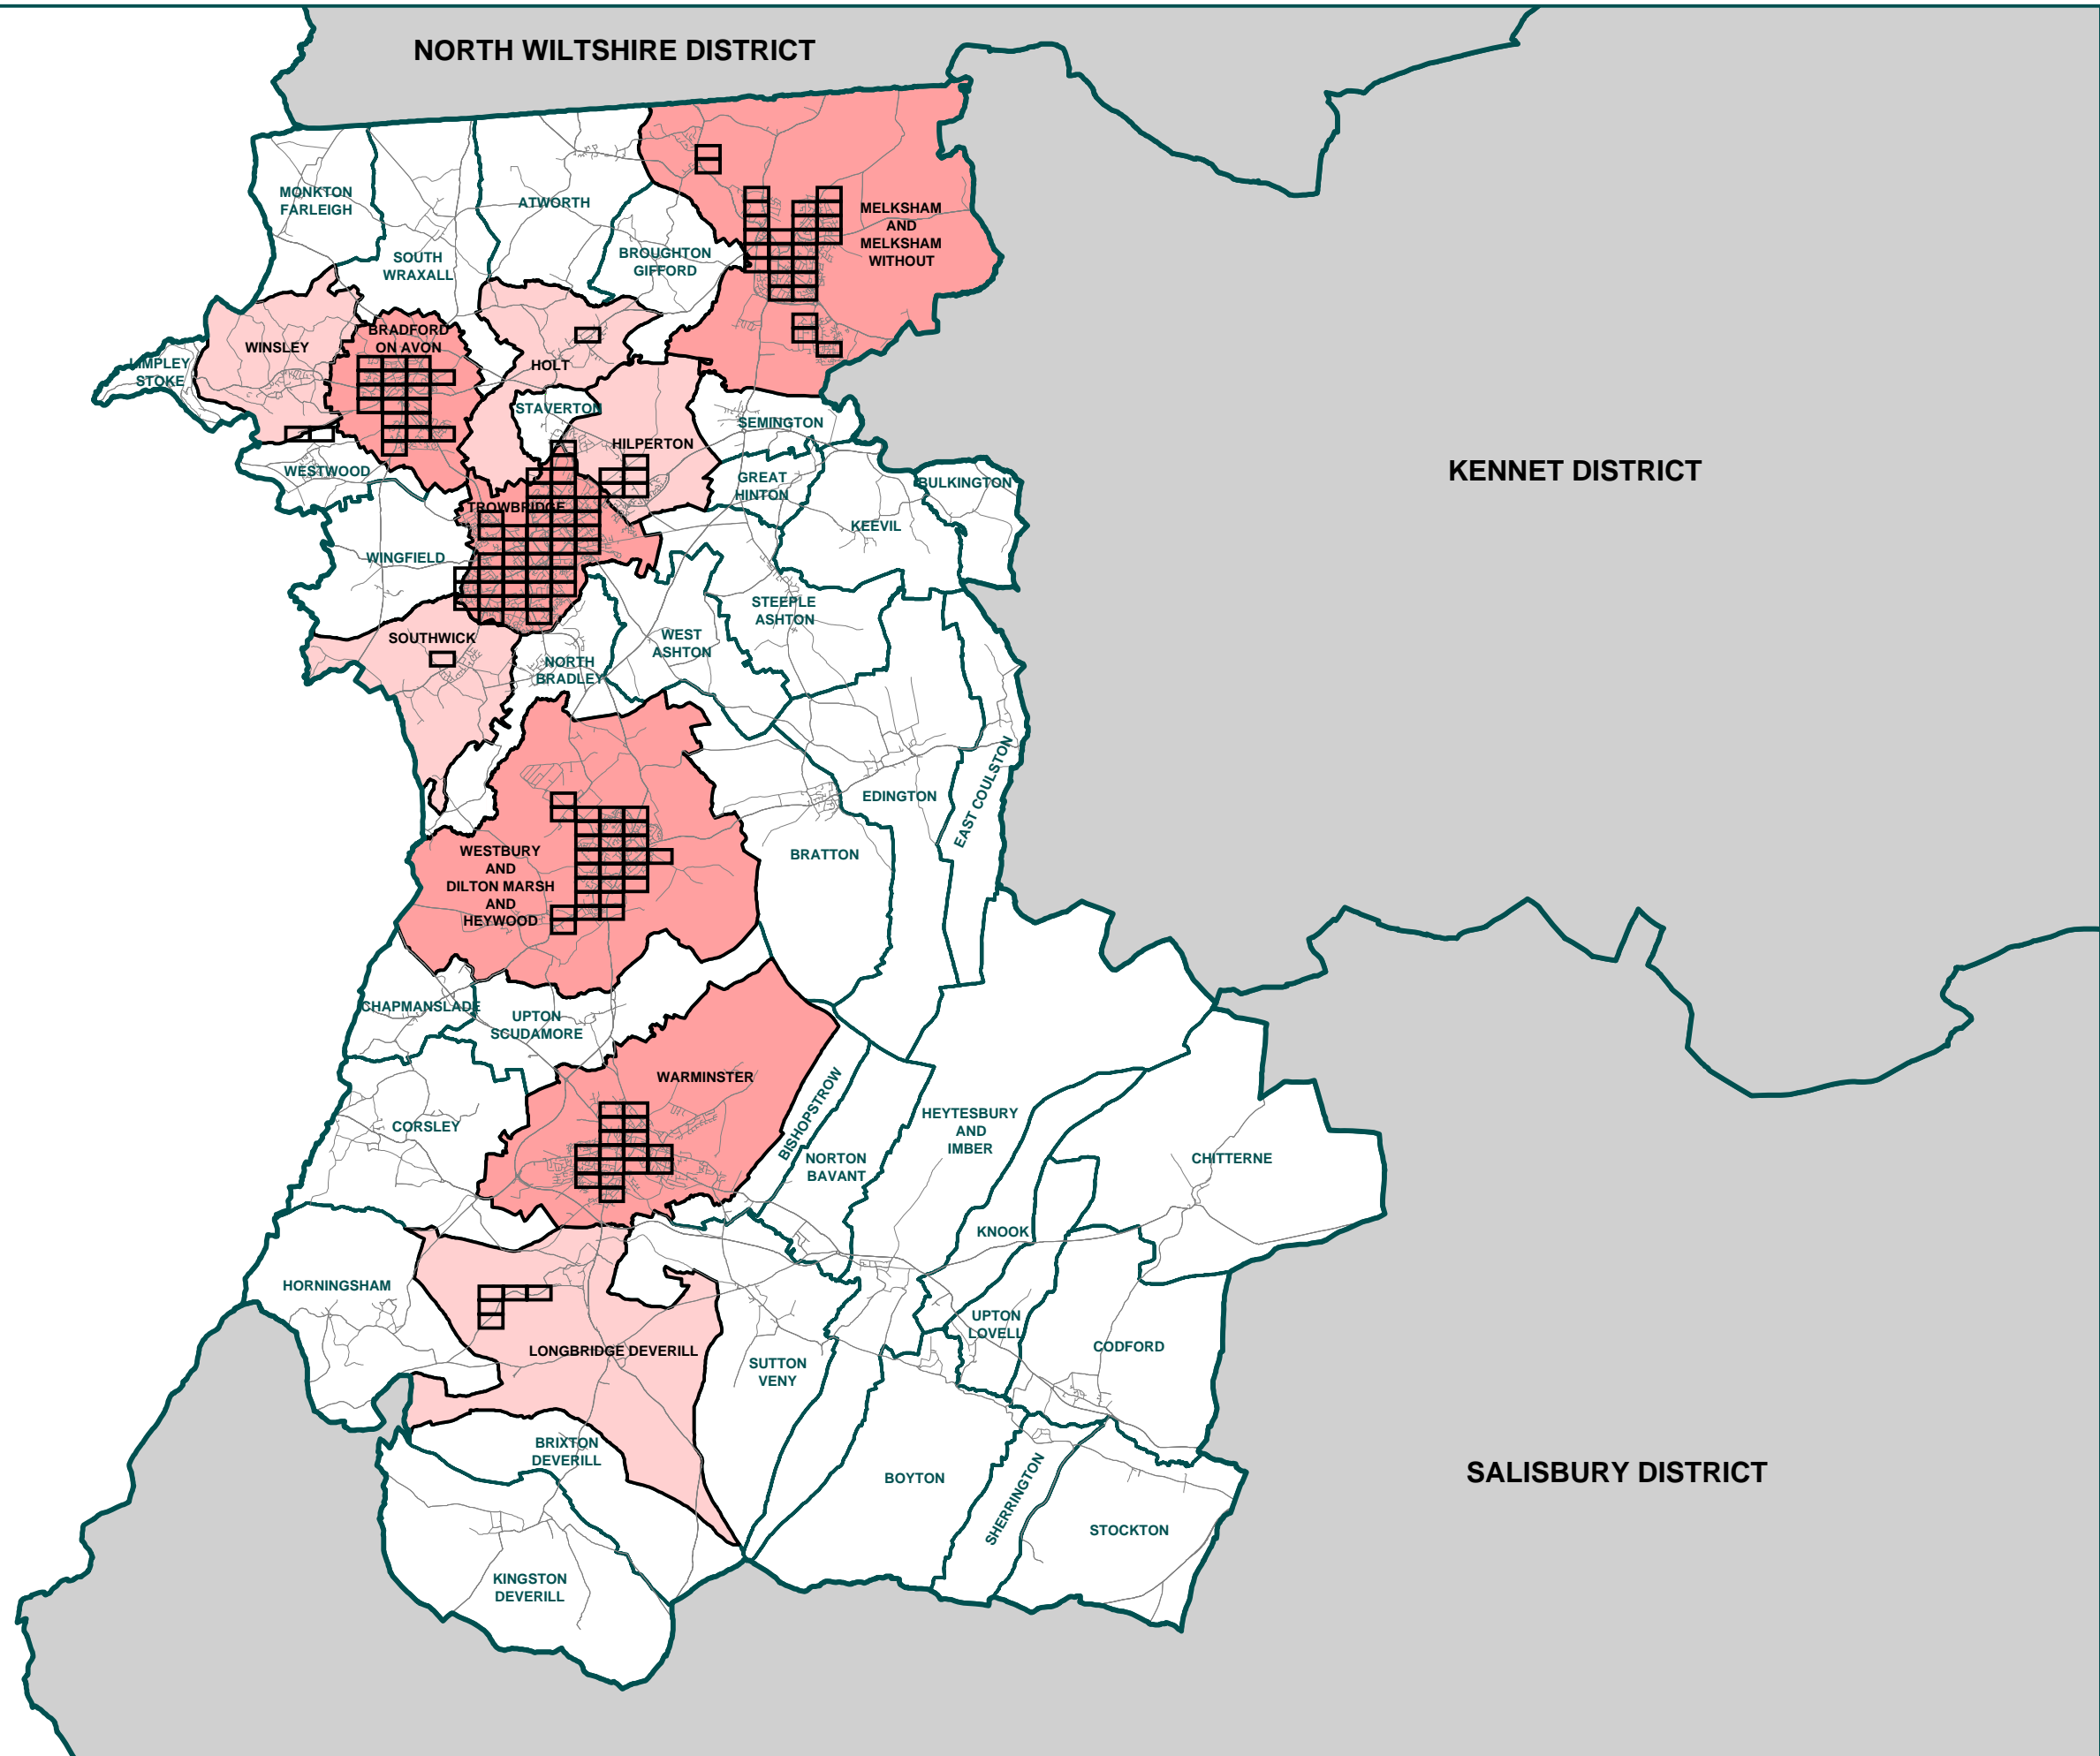 NORTH WILTSHIRE DISTRICT
MONKTON
FARLEIGH
ATWORTH
MELKSHAM
AND
MELKSHAM
WITHOUT
SOUTH
WRAXALL
BROUGHTON
GIFFORD
BRADFORD
ON AVON
WINSLEY
HOLT
LIMPLEY
STOKE
STAVERTON
SEMINGTON
HILPERTON
WESTWOOD
GREAT
HINTON
BULKINGTON
KENNET DISTRICT
TROWBRIDGE
KEEVIL
WINGFIELD
STEEPLE
ASHTON
SOUTHWICK
WEST
ASHTON
NORTH
BRADLEY
EDINGTON
EAST COULSTON
BRATTON
WESTBURY
AND
DILTON MARSH
AND
HEYWOOD
CHAPMANSLADE
UPTON
SCUDAMORE
WARMINSTER
BISHOPSTROW
CORSLEY
HEYTESBURY
AND
IMBER
NORTON
BAVANT
CHITTERNE
KNOOK
HORNINGSHAM
UPTON
LOVELL
LONGBRIDGE DEVERILL
SUTTON
VENY
CODFORD
BRIXTON
DEVERILL
BOYTON
SHERRINGTON
SALISBURY DISTRICT
STOCKTON
KINGSTON
DEVERILL